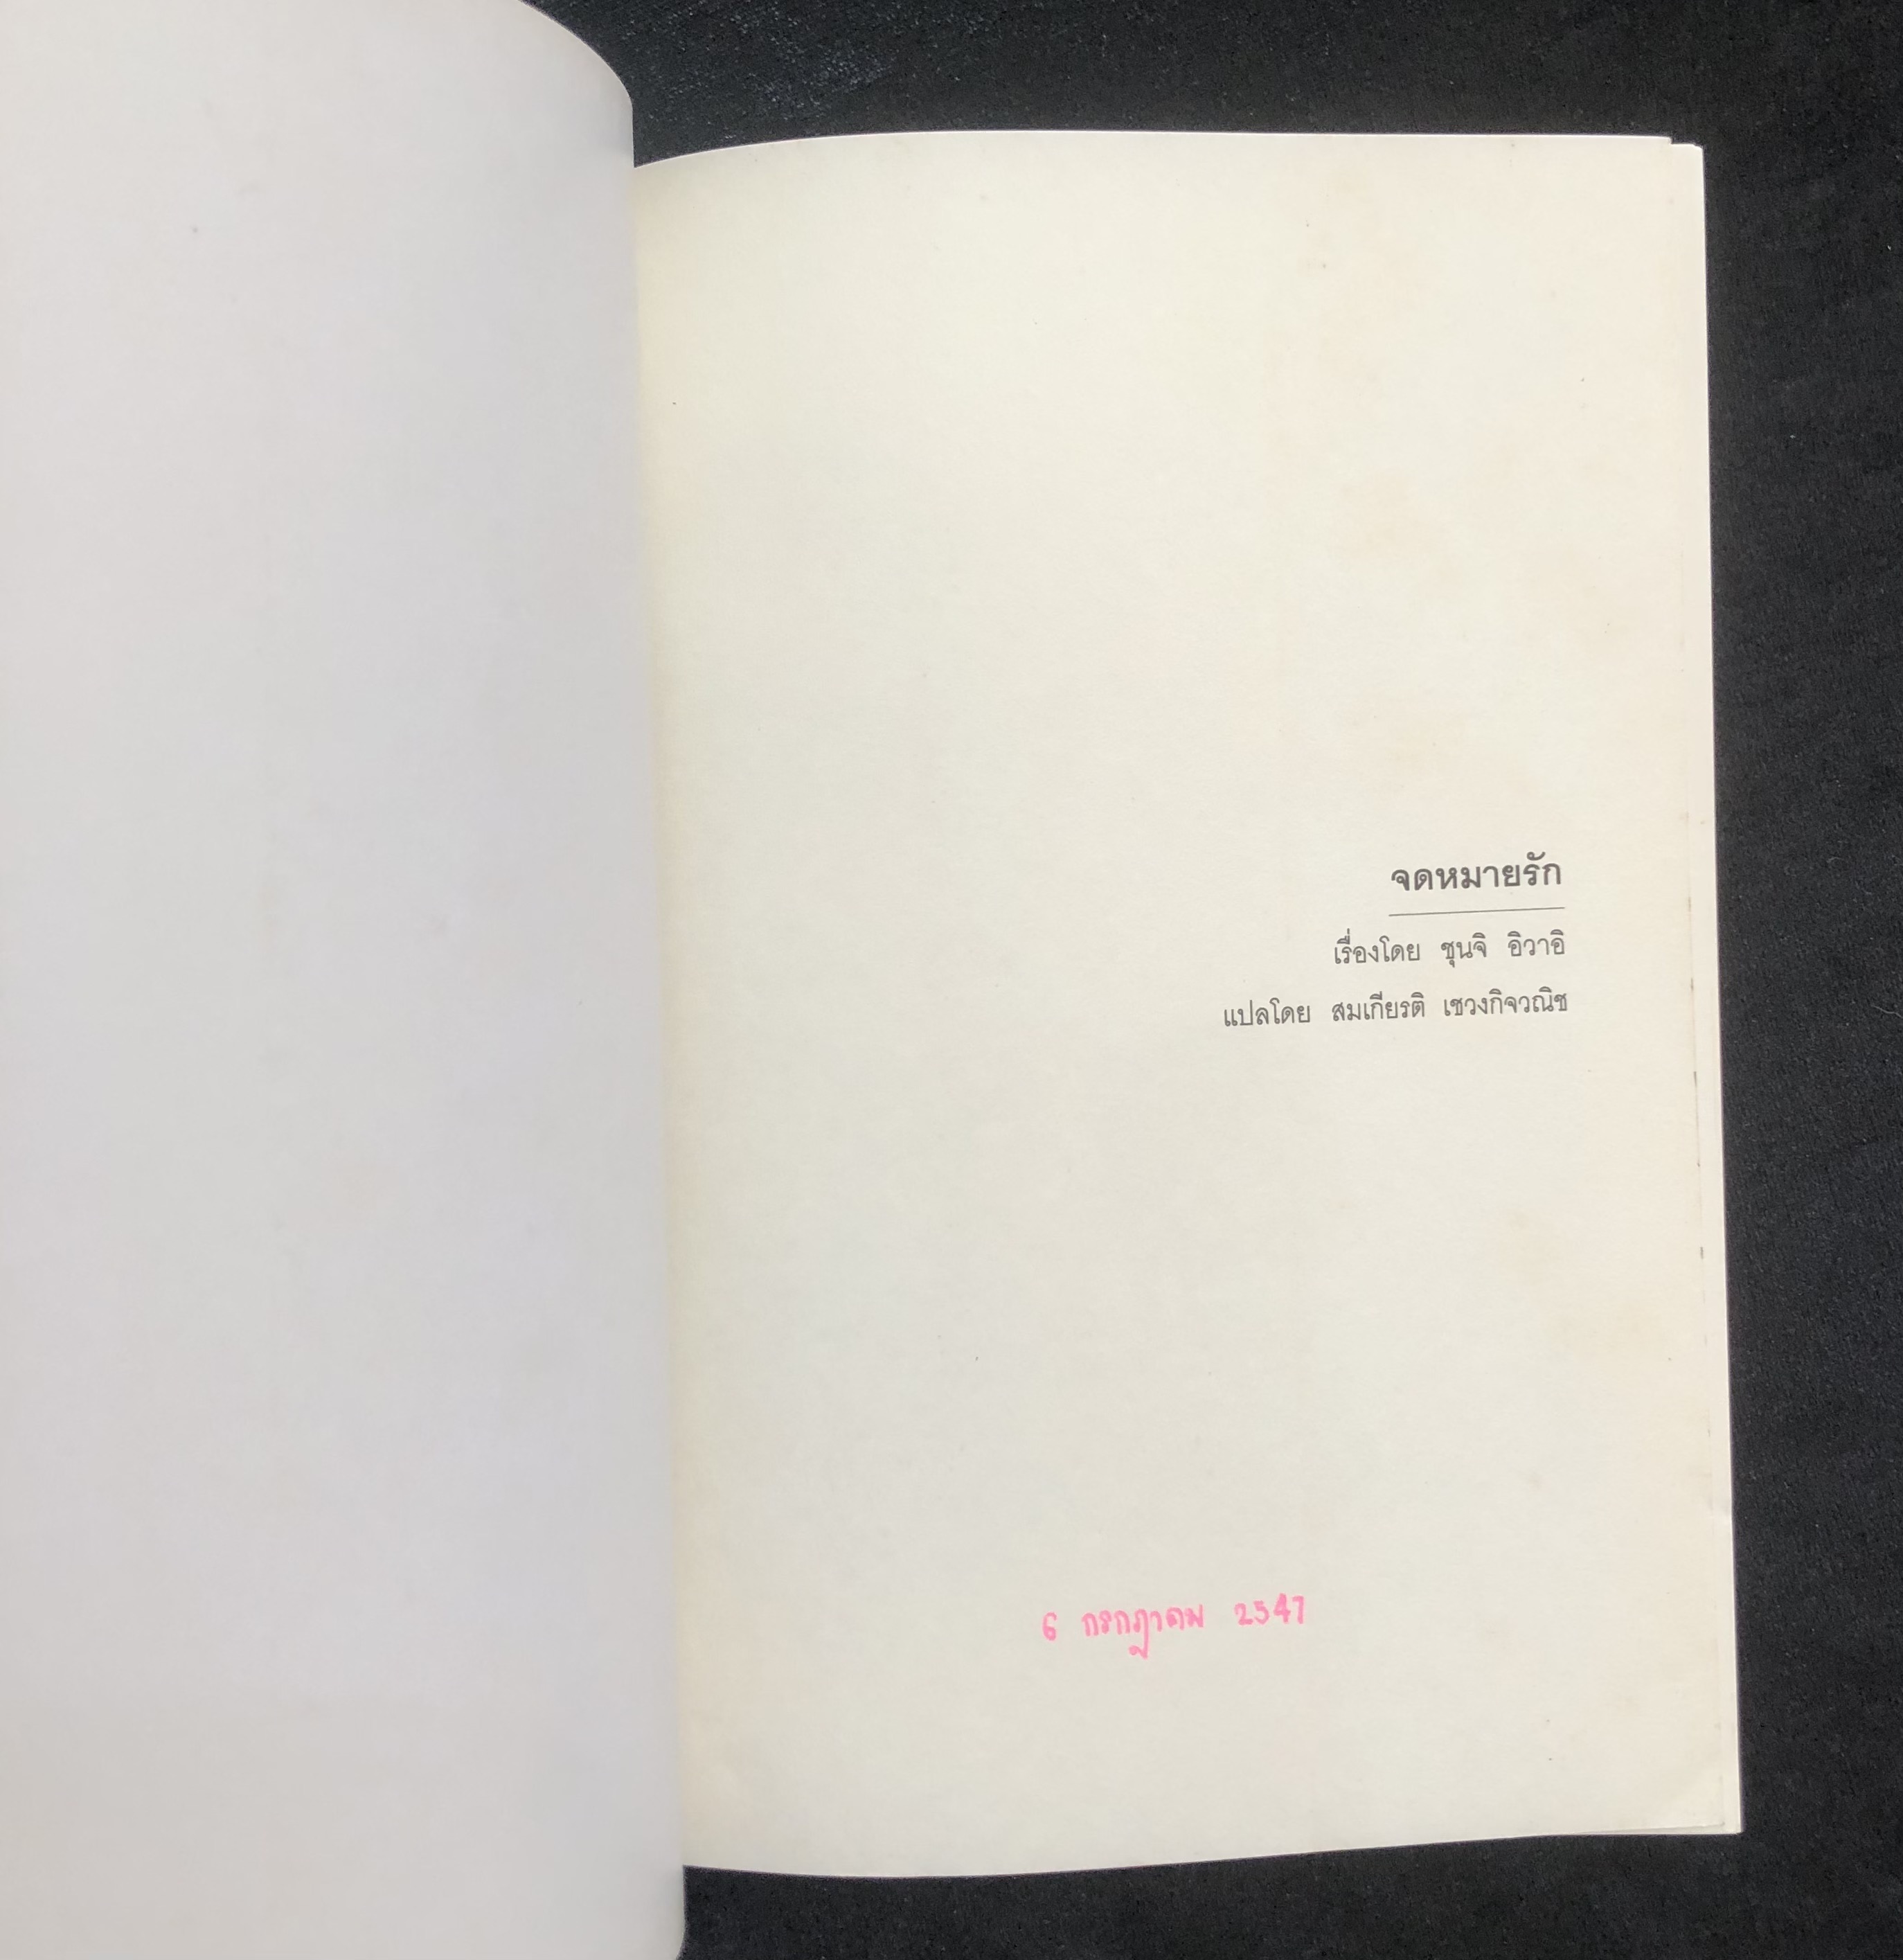 จดหมายรัก
เรื่องโดย ชุนจิ อิวาอิ
แปลโดย สมเกียรติ เชวงกิจวณิช
6 กรกฎาคม 2547